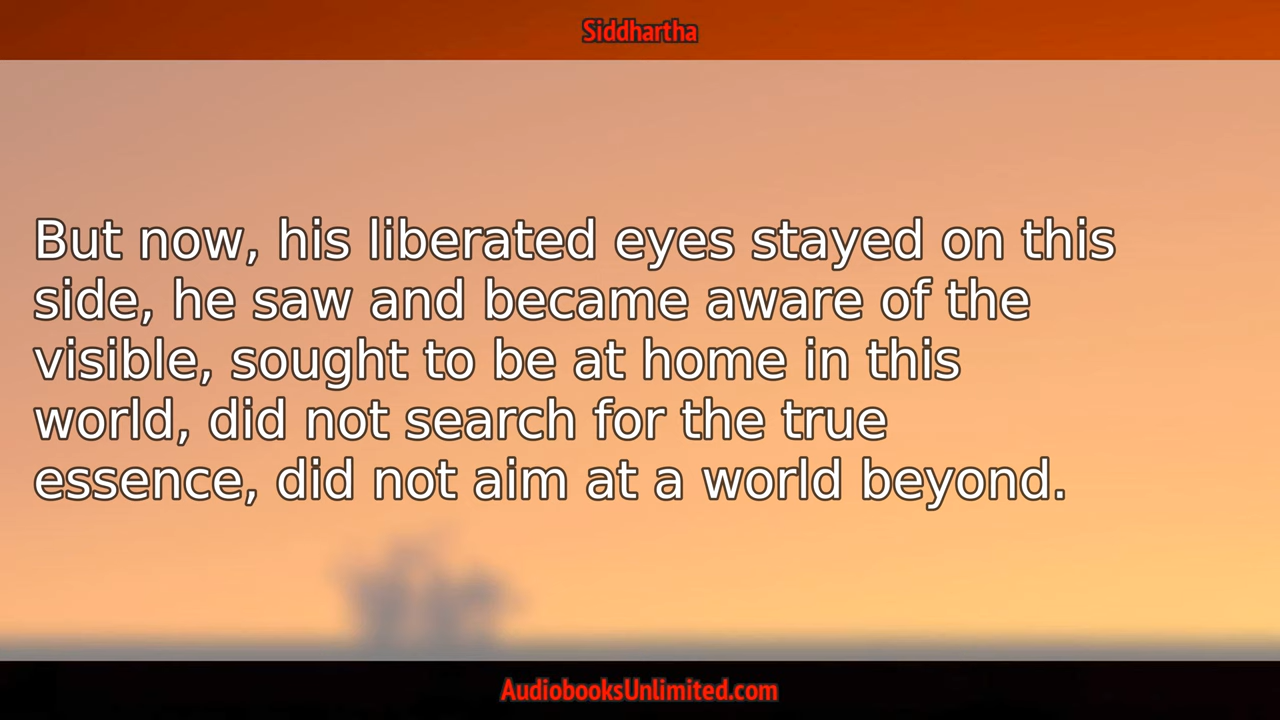 Siddhartha
But now, his liberated eyes stayed on this
side, he saw and became aware of the
visible, sought to be at home in this
world, did not search for the true
essence, did not aim at a world beyond.
AudiobooksUnlimited.com